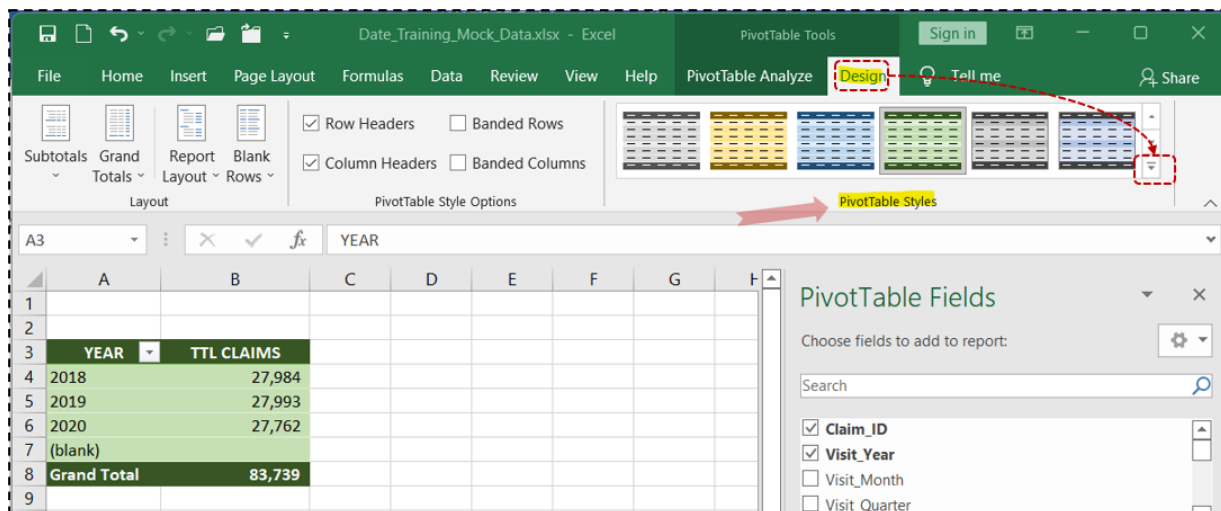 Date_Training_Mock_Data.xlsx - Excel
PivotTable Tools
Sign in
File Home Insert Page Layout Formulas Data Review View Help PivotTable Analyze Design Tell me Share
Subtotals
Grand Totals
Report Layout
Blank Rows
Layout
Row Headers
Banded Rows
Column Headers
Banded Columns
PivotTable Style Options
PivotTable Styles
A3 fx YEAR
A B C D E F G H
1
2
3 YEAR TTL CLAIMS
4 2018 27,984
5 2019 27,993
6 2020 27,762
7 (blank)
8 Grand Total 83,739
9
PivotTable Fields
Choose fields to add to report:
Search
Claim_ID
Visit_Year
Visit_Month
Visit_Quarter